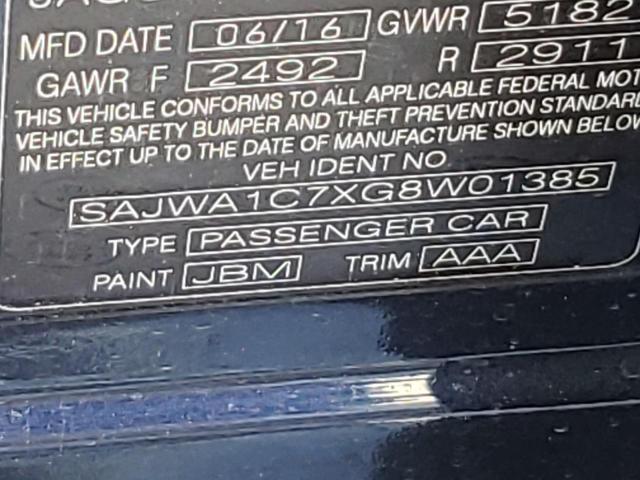 MFD DATE 06/16 GVWR 5182
GAWR F 2492 R 2911
THIS VEHICLE CONFORMS TO ALL APPLICABLE FEDERAL MOT
VEHICLE SAFETY BUMPER AND THEFT PREVENTION STANDAR
IN EFFECT UP TO THE DATE OF MANUFACTURE SHOWN BELOW
VEH IDENT NO
SAJWA1C7XG8W01385
TYPE PASSENGER CAR
PAINT JBM TRIM AAA